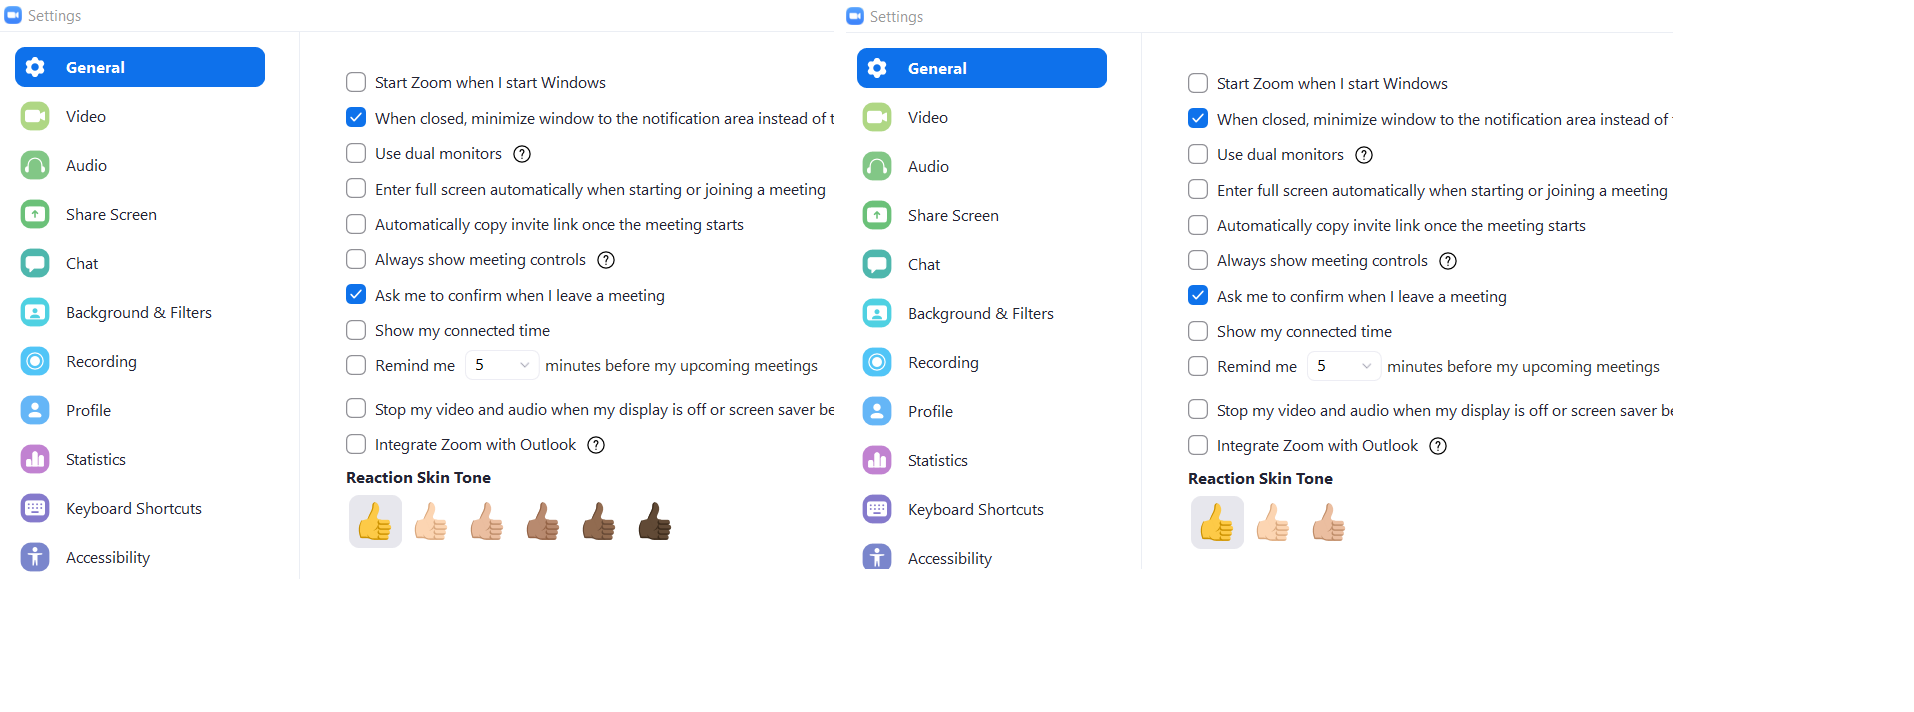 Settings
General
Video
Audio
Share Screen
Chat
Background & Filters
Recording
Profile
Statistics
Keyboard Shortcuts
Accessibility
Start Zoom when I start Windows
When closed, minimize window to the notification area instead of t
Use dual monitors ?
Enter full screen automatically when starting or joining a meeting
Automatically copy invite link once the meeting starts
Always show meeting controls ?
Ask me to confirm when I leave a meeting
Show my connected time
Remind me 5 minutes before my upcoming meetings
Stop my video and audio when my display is off or screen saver be
Integrate Zoom with Outlook ?
Reaction Skin Tone
Settings
General
Video
Audio
Share Screen
Chat
Background & Filters
Recording
Profile
Statistics
Keyboard Shortcuts
Accessibility
Start Zoom when I start Windows
When closed, minimize window to the notification area instead of
Use dual monitors ?
Enter full screen automatically when starting or joining a meeting
Automatically copy invite link once the meeting starts
Always show meeting controls ?
Ask me to confirm when I leave a meeting
Show my connected time
Remind me 5 minutes before my upcoming meetings
Stop my video and audio when my display is off or screen saver be
Integrate Zoom with Outlook ?
Reaction Skin Tone